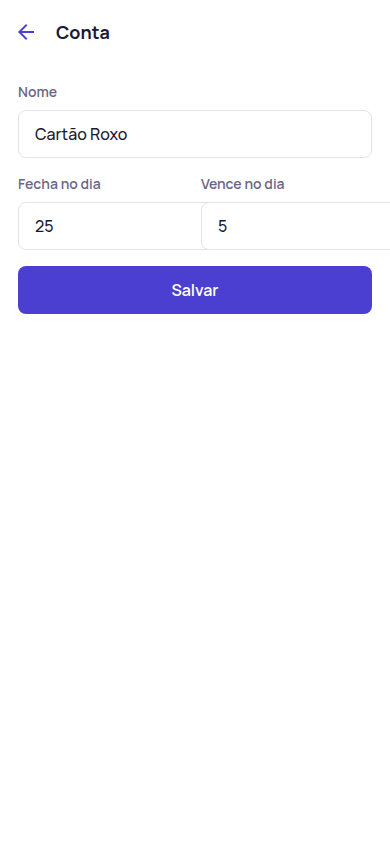 Conta
Nome
Cartão Roxo
Fecha no dia
Vence no dia
25
5
Salvar